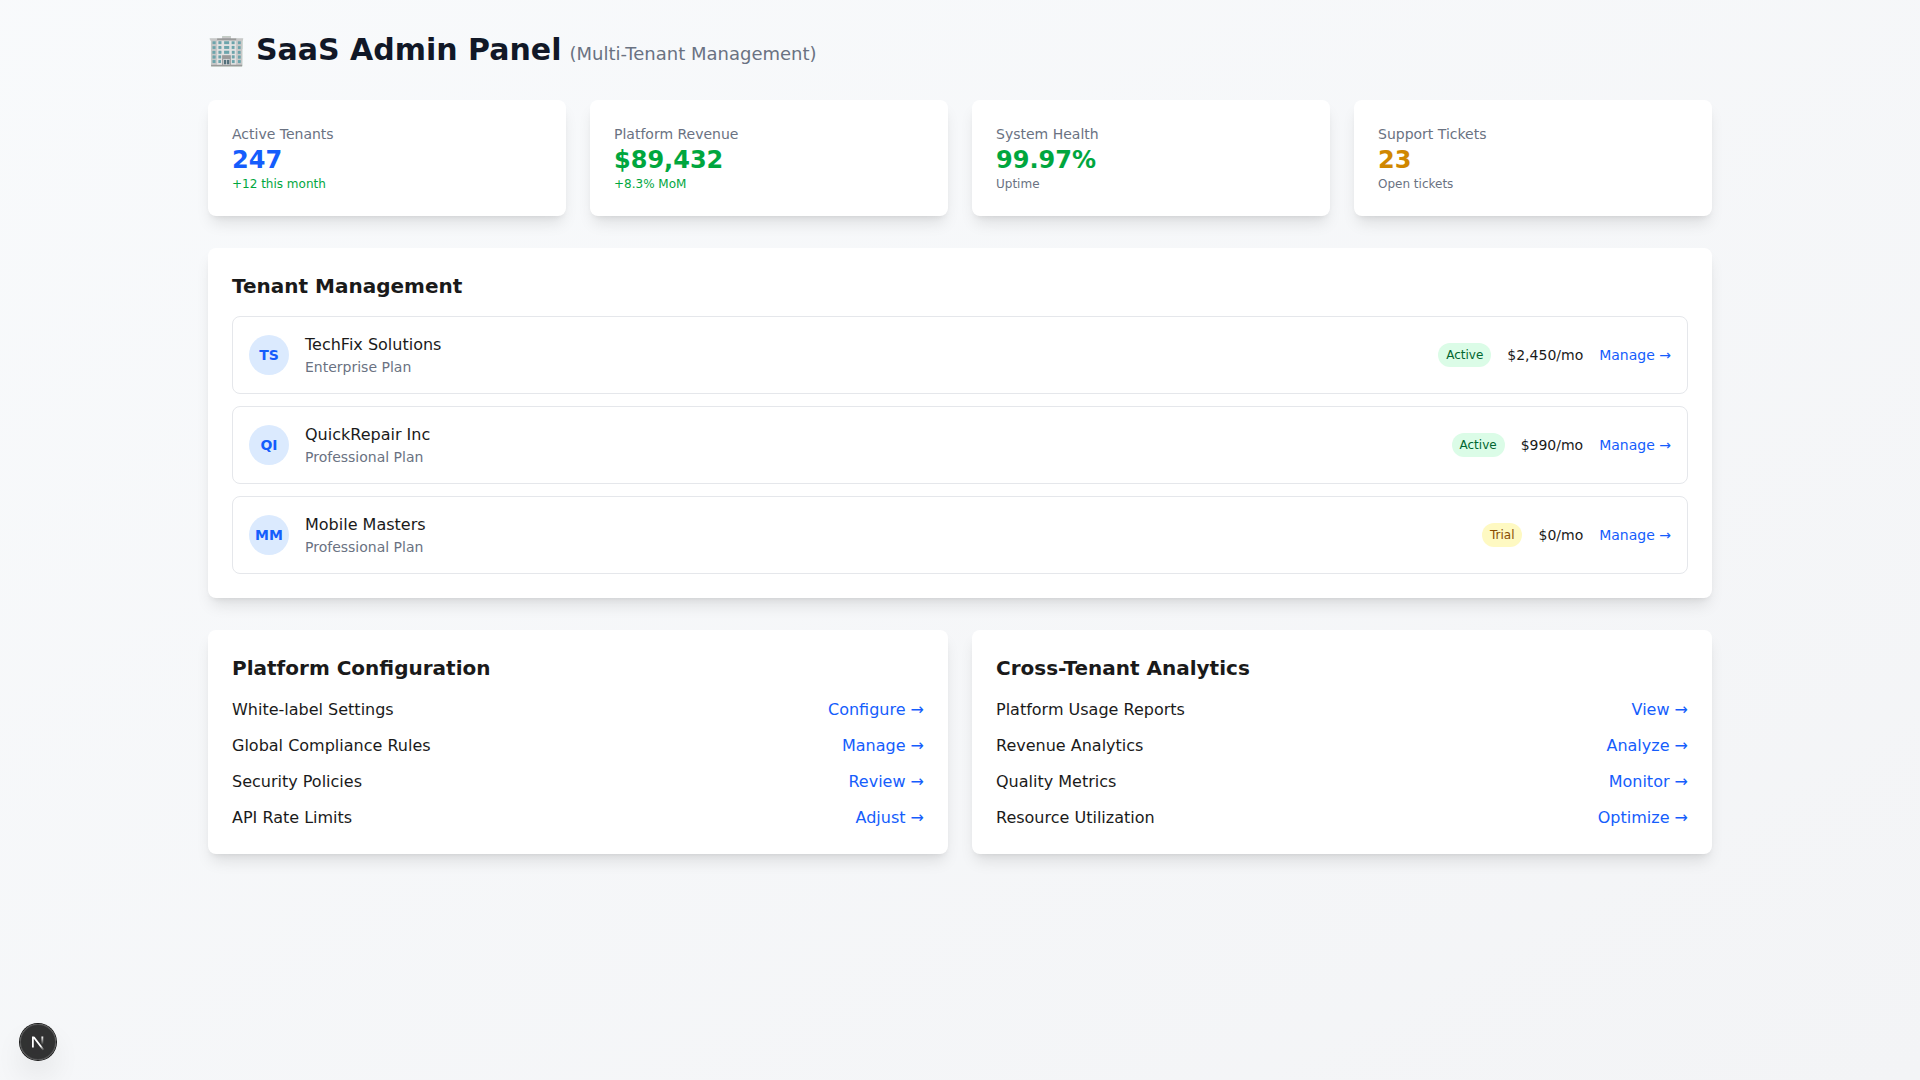 SaaS Admin Panel (Multi-Tenant Management)
Active Tenants
247
+12 this month
Platform Revenue
$89,432
+8.3% MoM
System Health
99.97%
Uptime
Support Tickets
23
Open tickets
Tenant Management
TS
TechFix Solutions
Enterprise Plan
Active
$2,450/mo
Manage →
QI
QuickRepair Inc
Professional Plan
Active
$990/mo
Manage →
MM
Mobile Masters
Professional Plan
Trial
$0/mo
Manage →
Platform Configuration
White-label Settings
Configure →
Global Compliance Rules
Manage →
Security Policies
Review →
API Rate Limits
Adjust →
Cross-Tenant Analytics
Platform Usage Reports
View →
Revenue Analytics
Analyze →
Quality Metrics
Monitor →
Resource Utilization
Optimize →
N